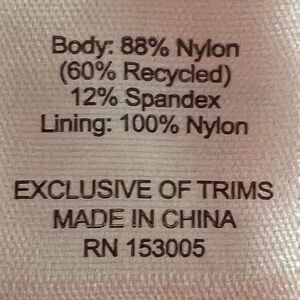 Body: 88% Nylon
(60% Recycled)
12% Spandex
Lining: 100% Nylon
EXCLUSIVE OF TRIMS
MADE IN CHINA
RN 153005